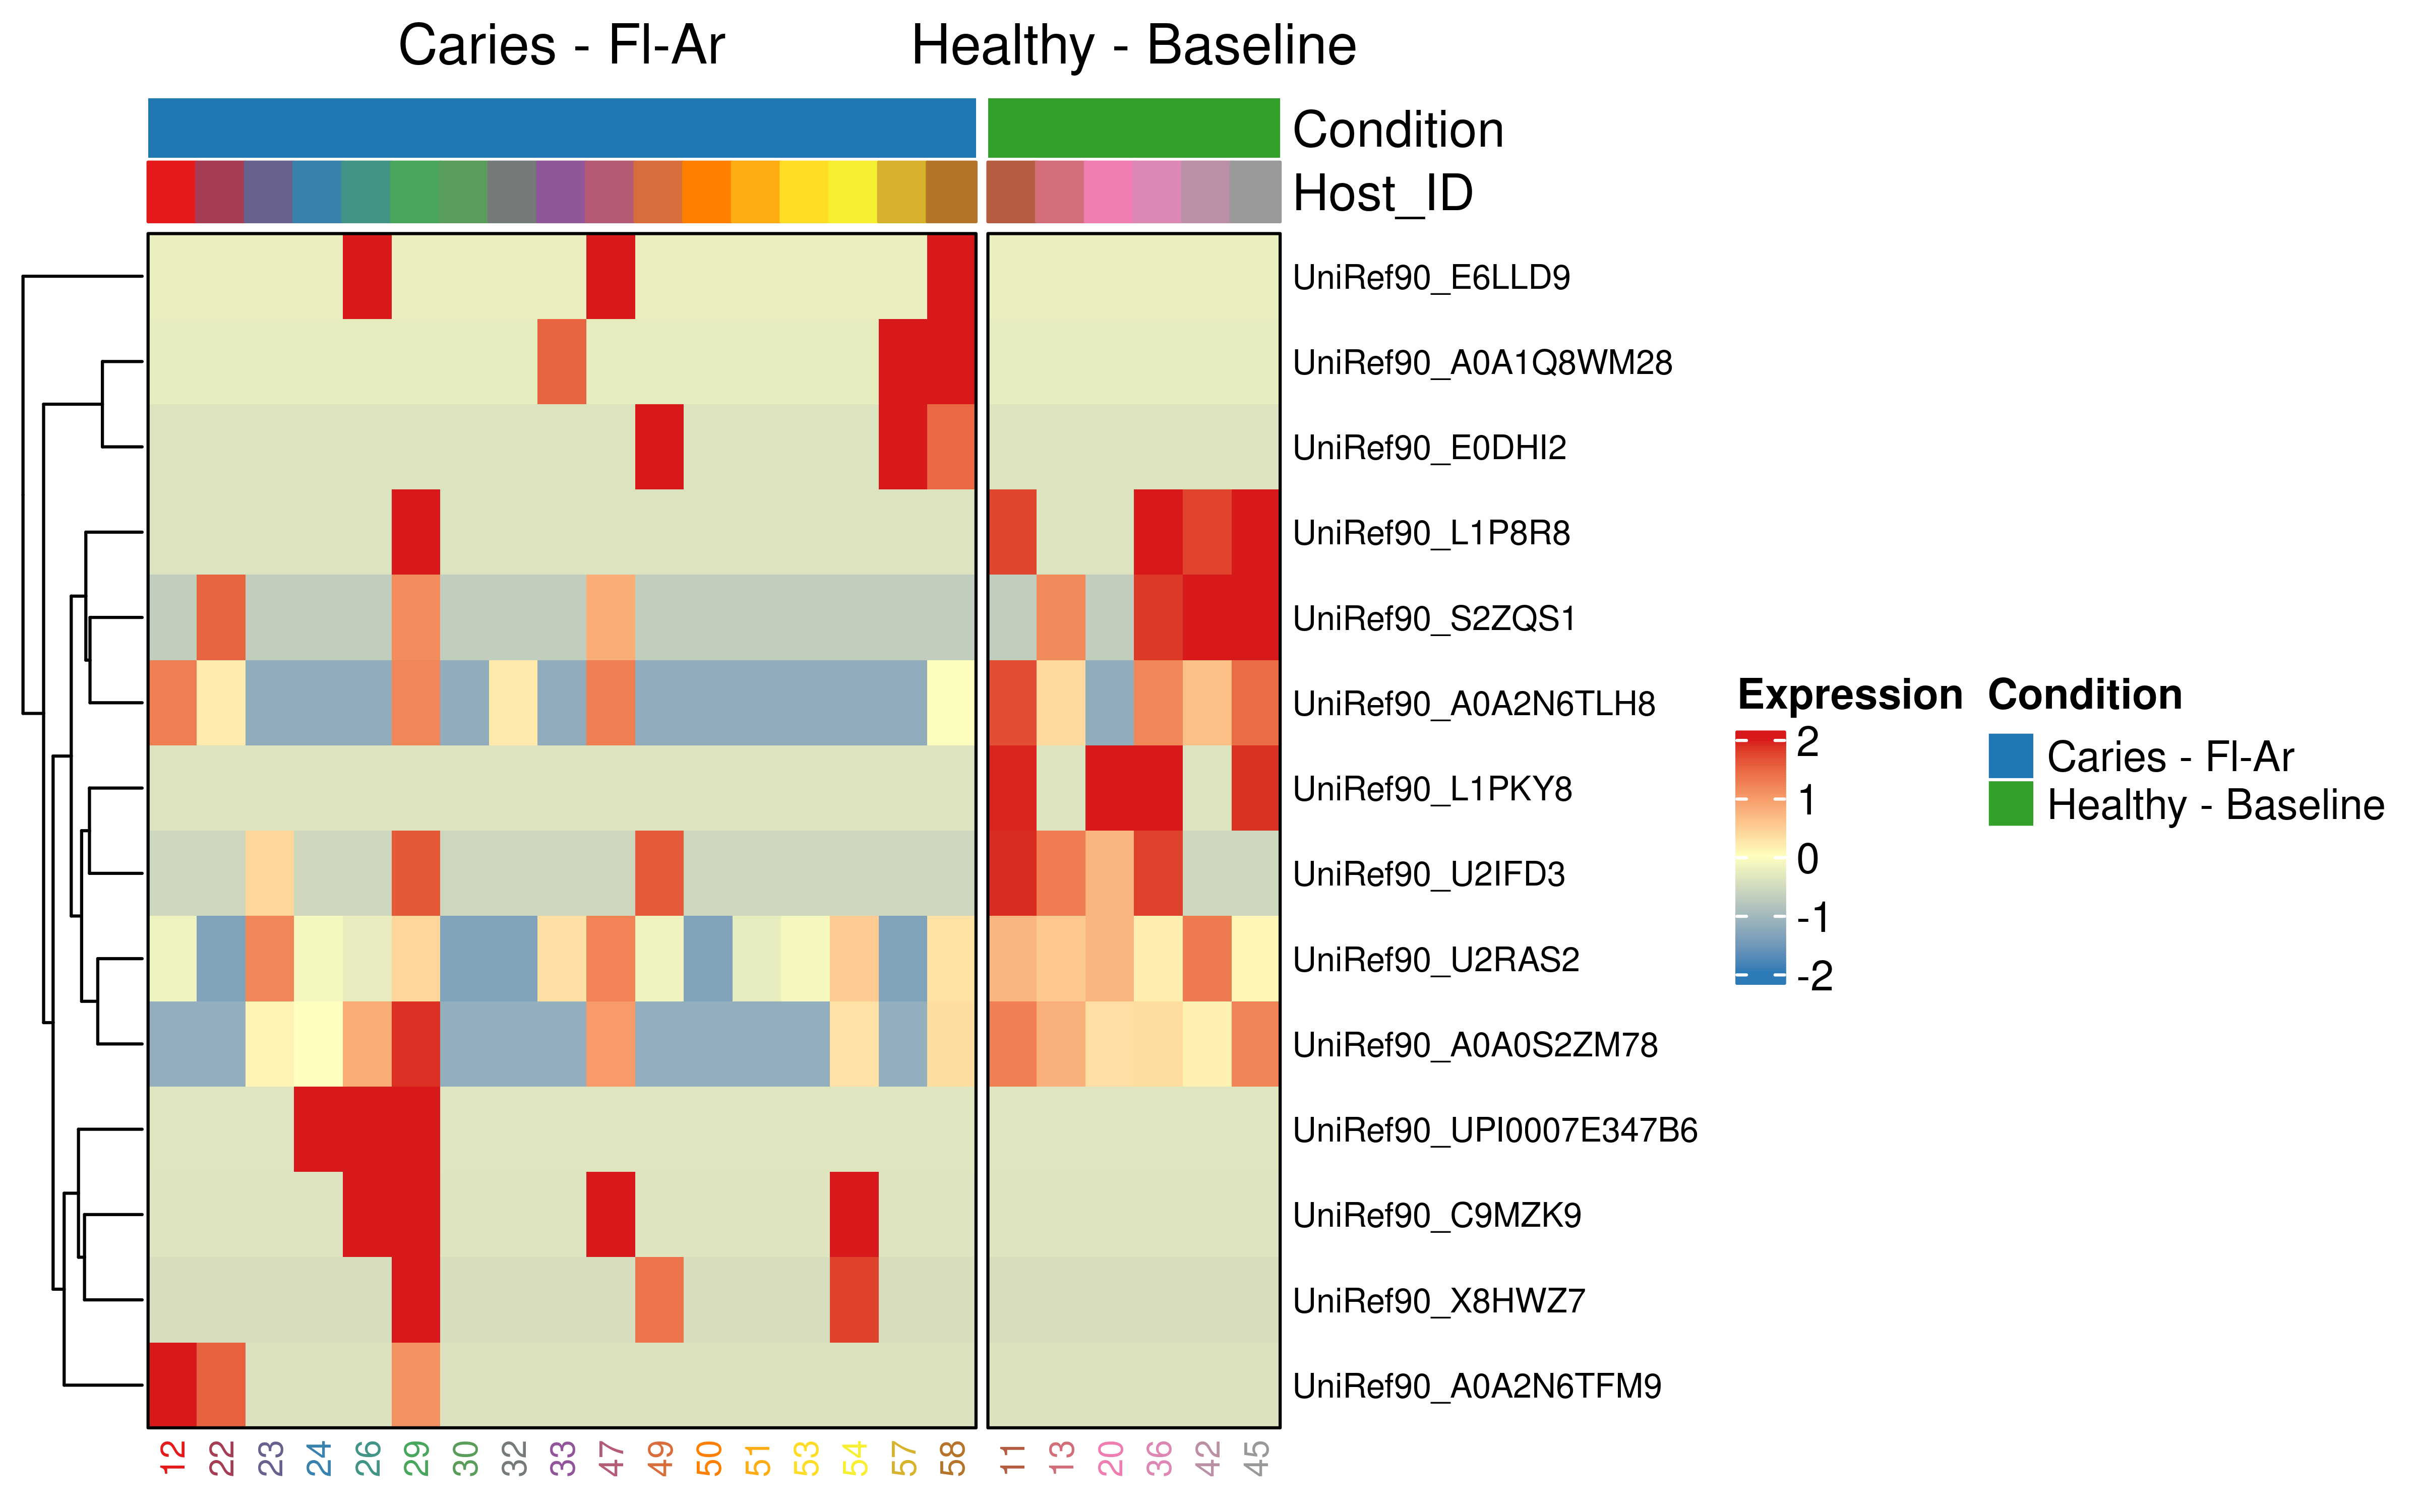 Caries - Fl-Ar
Healthy - Baseline
Condition
Host_ID
UniRef90_E6LLD9
UniRef90_A0A1Q8WM28
UniRef90_E0DHI2
UniRef90_L1P8R8
UniRef90_S2ZQS1
UniRef90_A0A2N6TLH8
UniRef90_L1PKY8
UniRef90_U2IFD3
UniRef90_U2RAS2
UniRef90_A0A0S2ZM78
UniRef90_UPI0007E347B6
UniRef90_C9MZK9
UniRef90_X8HWZ7
UniRef90_A0A2N6TFM9
12 22 23 24 26 29 30 32 33 47 49 50 51 53 54 57 58 11 13 20 36 42 45
Expression
2
1
0
-1
-2
Condition
Caries - Fl-Ar
Healthy - Baseline